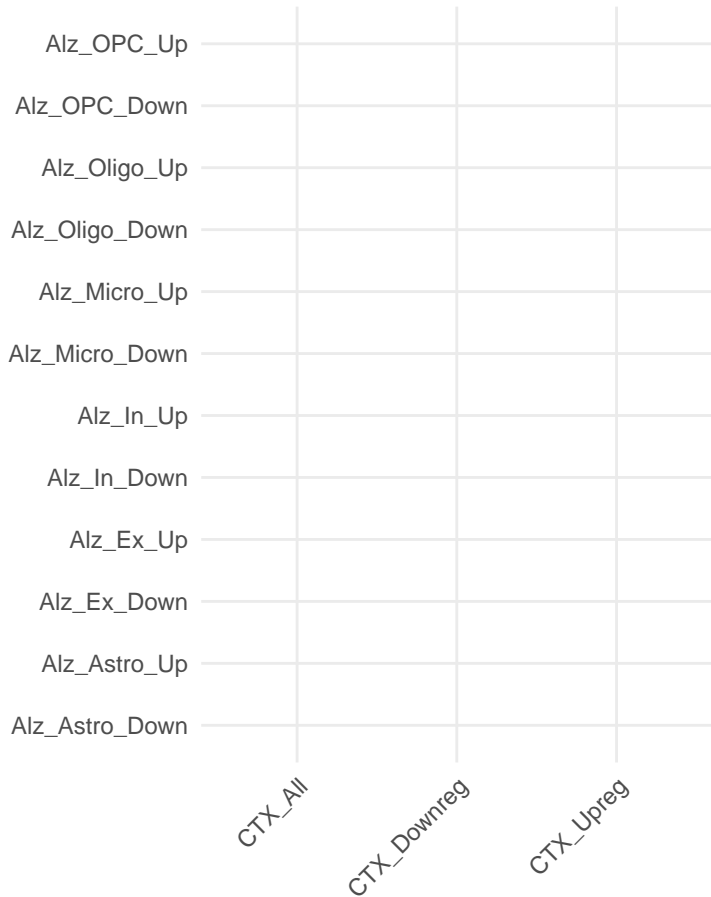 Alz_OPC_Up
Alz_OPC_Down
Alz_Oligo_Up
Alz_Oligo_Down
Alz_Micro_Up
Alz_Micro_Down
Alz_In_Up
Alz_In_Down
Alz_Ex_Up
Alz_Ex_Down
Alz_Astro_Up
Alz_Astro_Down
CTX_All
CTX_Downreg
CTX_Upreg